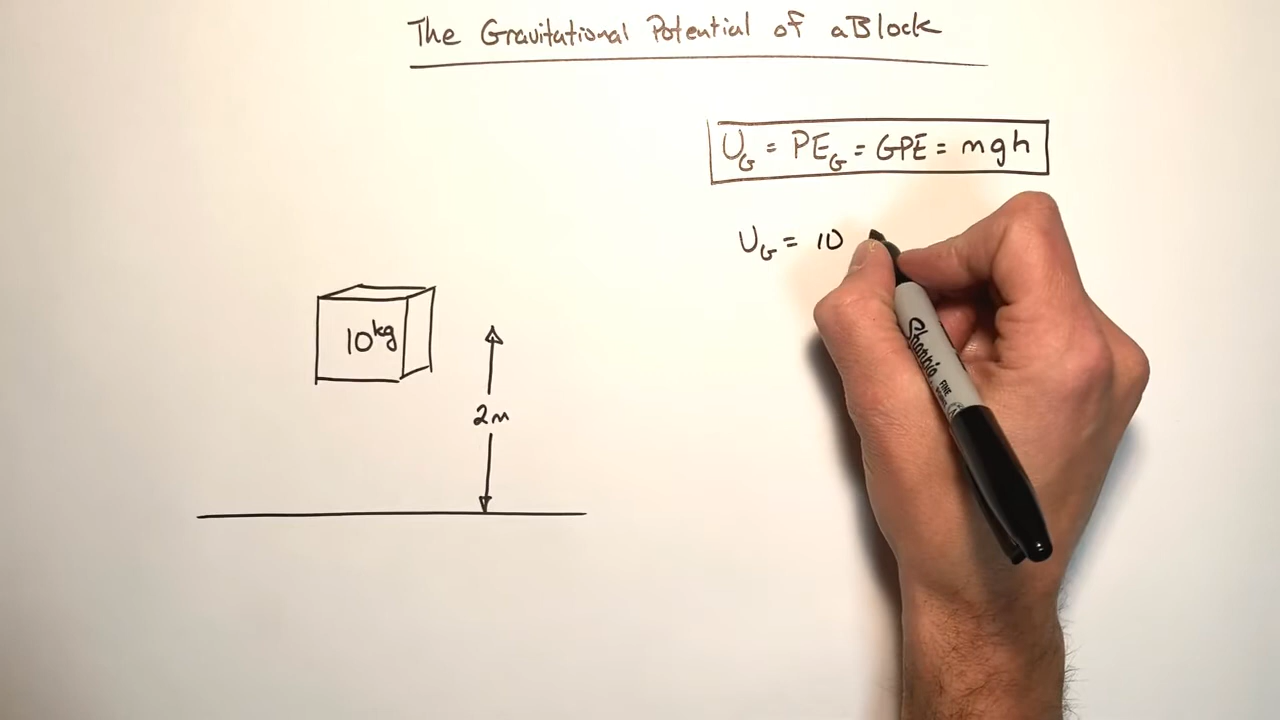 The Gravitational Potential of a Block
U_G = PE_G = GPE = mgh
U_G = 10
10kg
2m
Sharpie
FINE